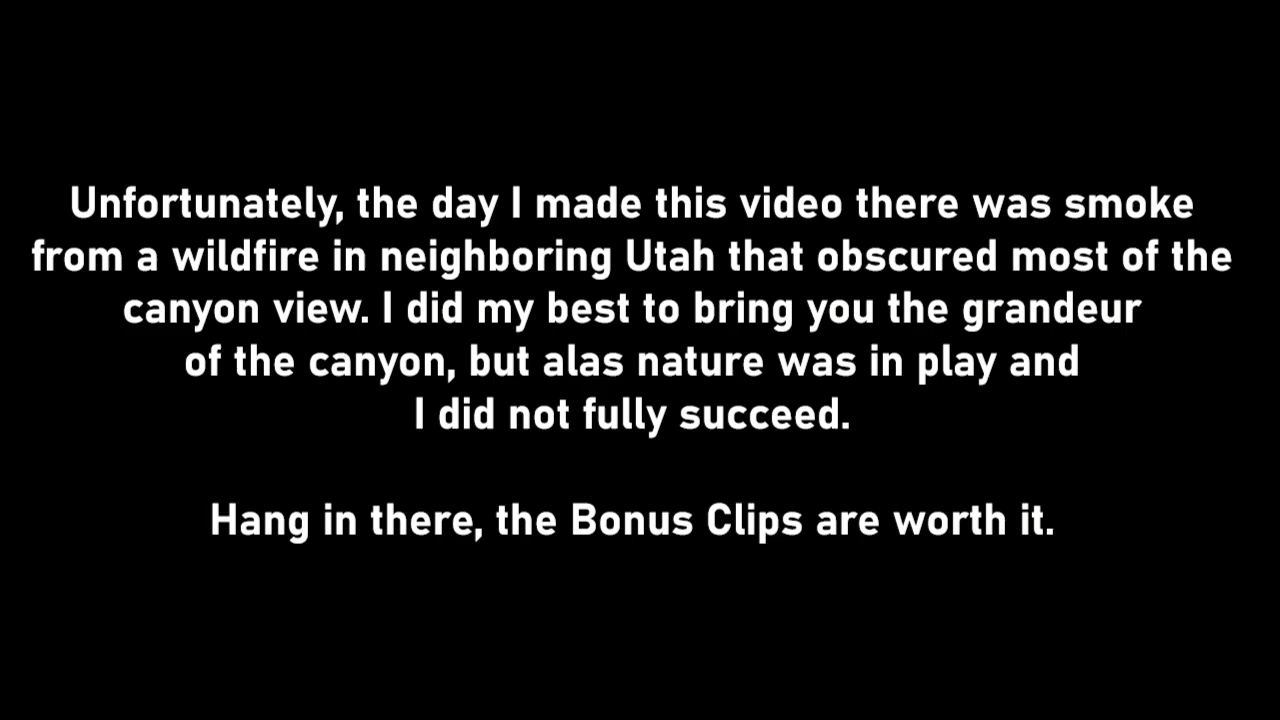 Unfortunately, the day I made this video there was smoke
from a wildfire in neighboring Utah that obscured most of the
canyon view. I did my best to bring you the grandeur
of the canyon, but alas nature was in play and
I did not fully succeed.
Hang in there, the Bonus Clips are worth it.